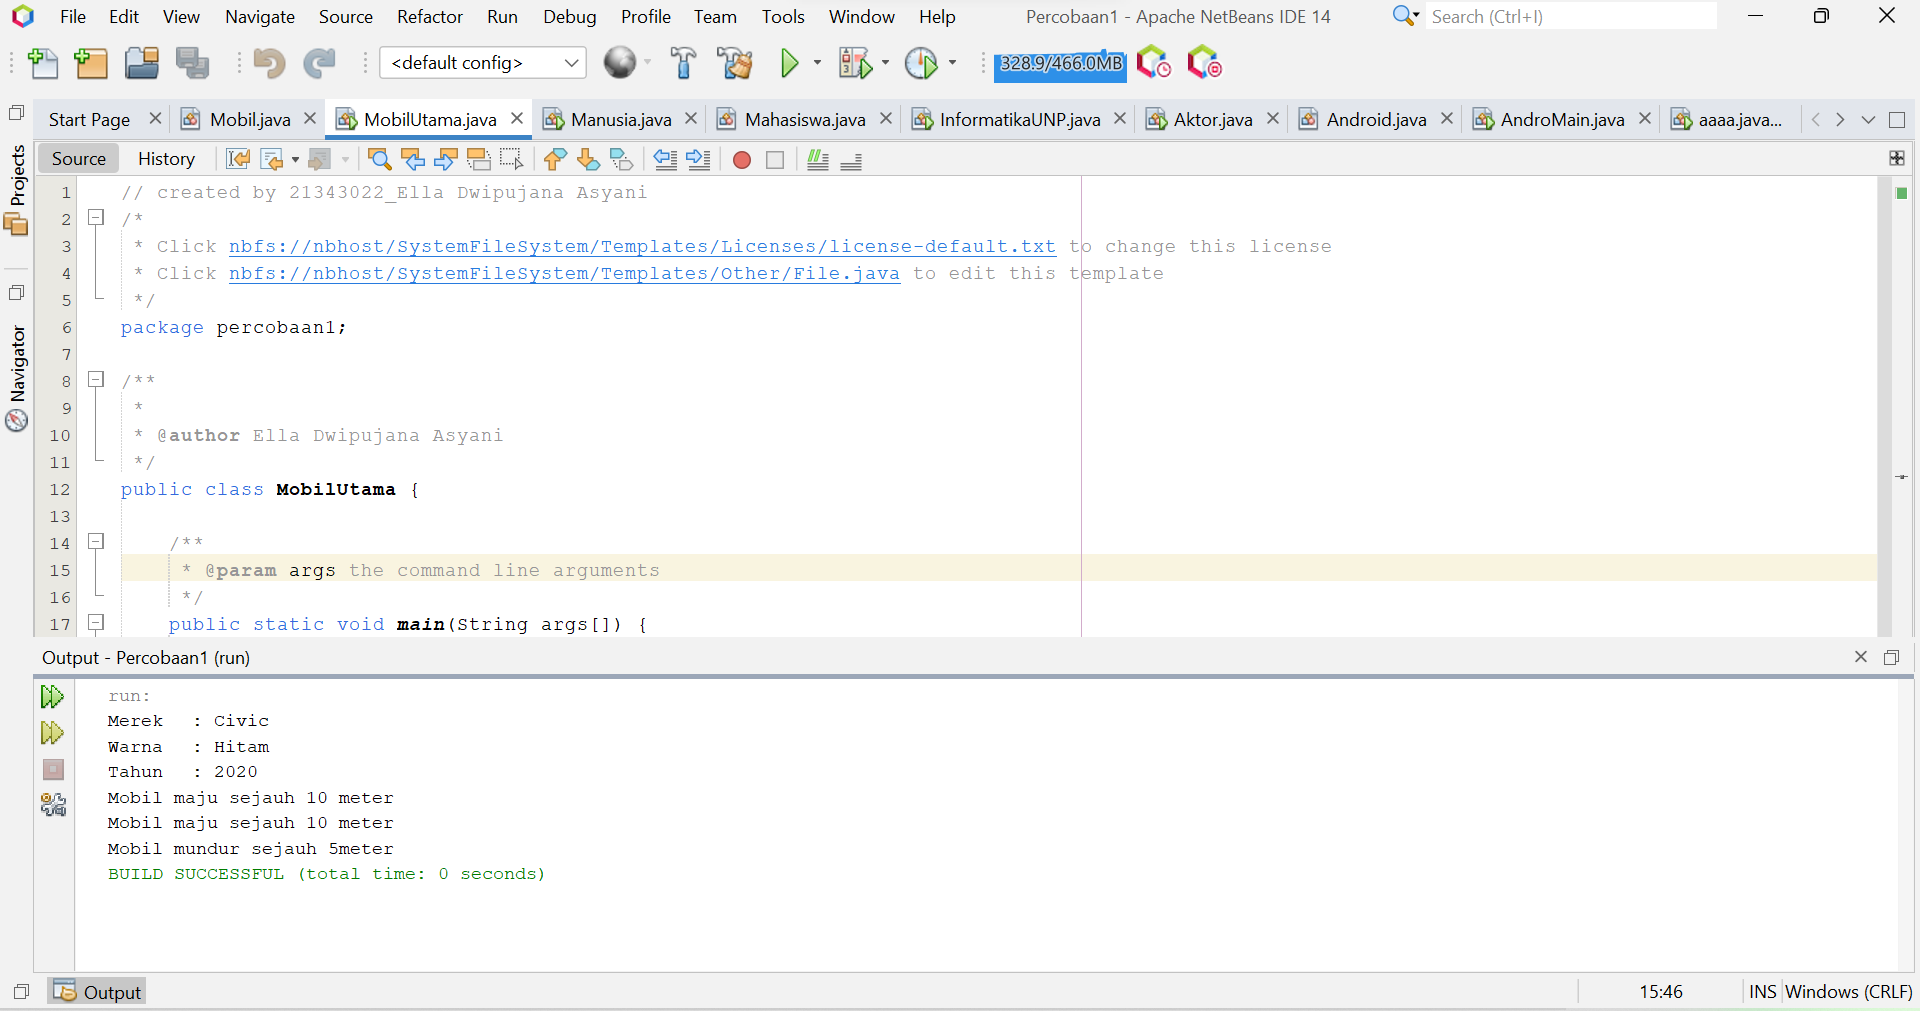 File Edit View Navigate Source Refactor Run Debug Profile Team Tools Window Help Percobaan1 - Apache NetBeans IDE 14 Search (Ctrl+I)
<default config> 328.9/466.0MB
Start Page Mobil.java MobilUtama.java Manusia.java Mahasiswa.java InformatikaUNP.java Aktor.java Android.java AndroMain.java aaaa.java...
Source History
Projects
Navigator
1 // created by 21343022_Ella Dwipujana Asyani
2 /*
3 * Click nbfs://nbhost/SystemFileSystem/Templates/Licenses/license-default.txt to change this license
4 * Click nbfs://nbhost/SystemFileSystem/Templates/Other/File.java to edit this template
5 */
6 package percobaan1;
7
8 /**
9 *
10 * @author Ella Dwipujana Asyani
11 */
12 public class MobilUtama {
13
14 /**
15 * @param args the command line arguments
16 */
17 public static void main(String args[]) {
Output - Percobaan1 (run)
run:
Merek : Civic
Warna : Hitam
Tahun : 2020
Mobil maju sejauh 10 meter
Mobil maju sejauh 10 meter
Mobil mundur sejauh 5meter
BUILD SUCCESSFUL (total time: 0 seconds)
Output 15:46 INS Windows (CRLF)